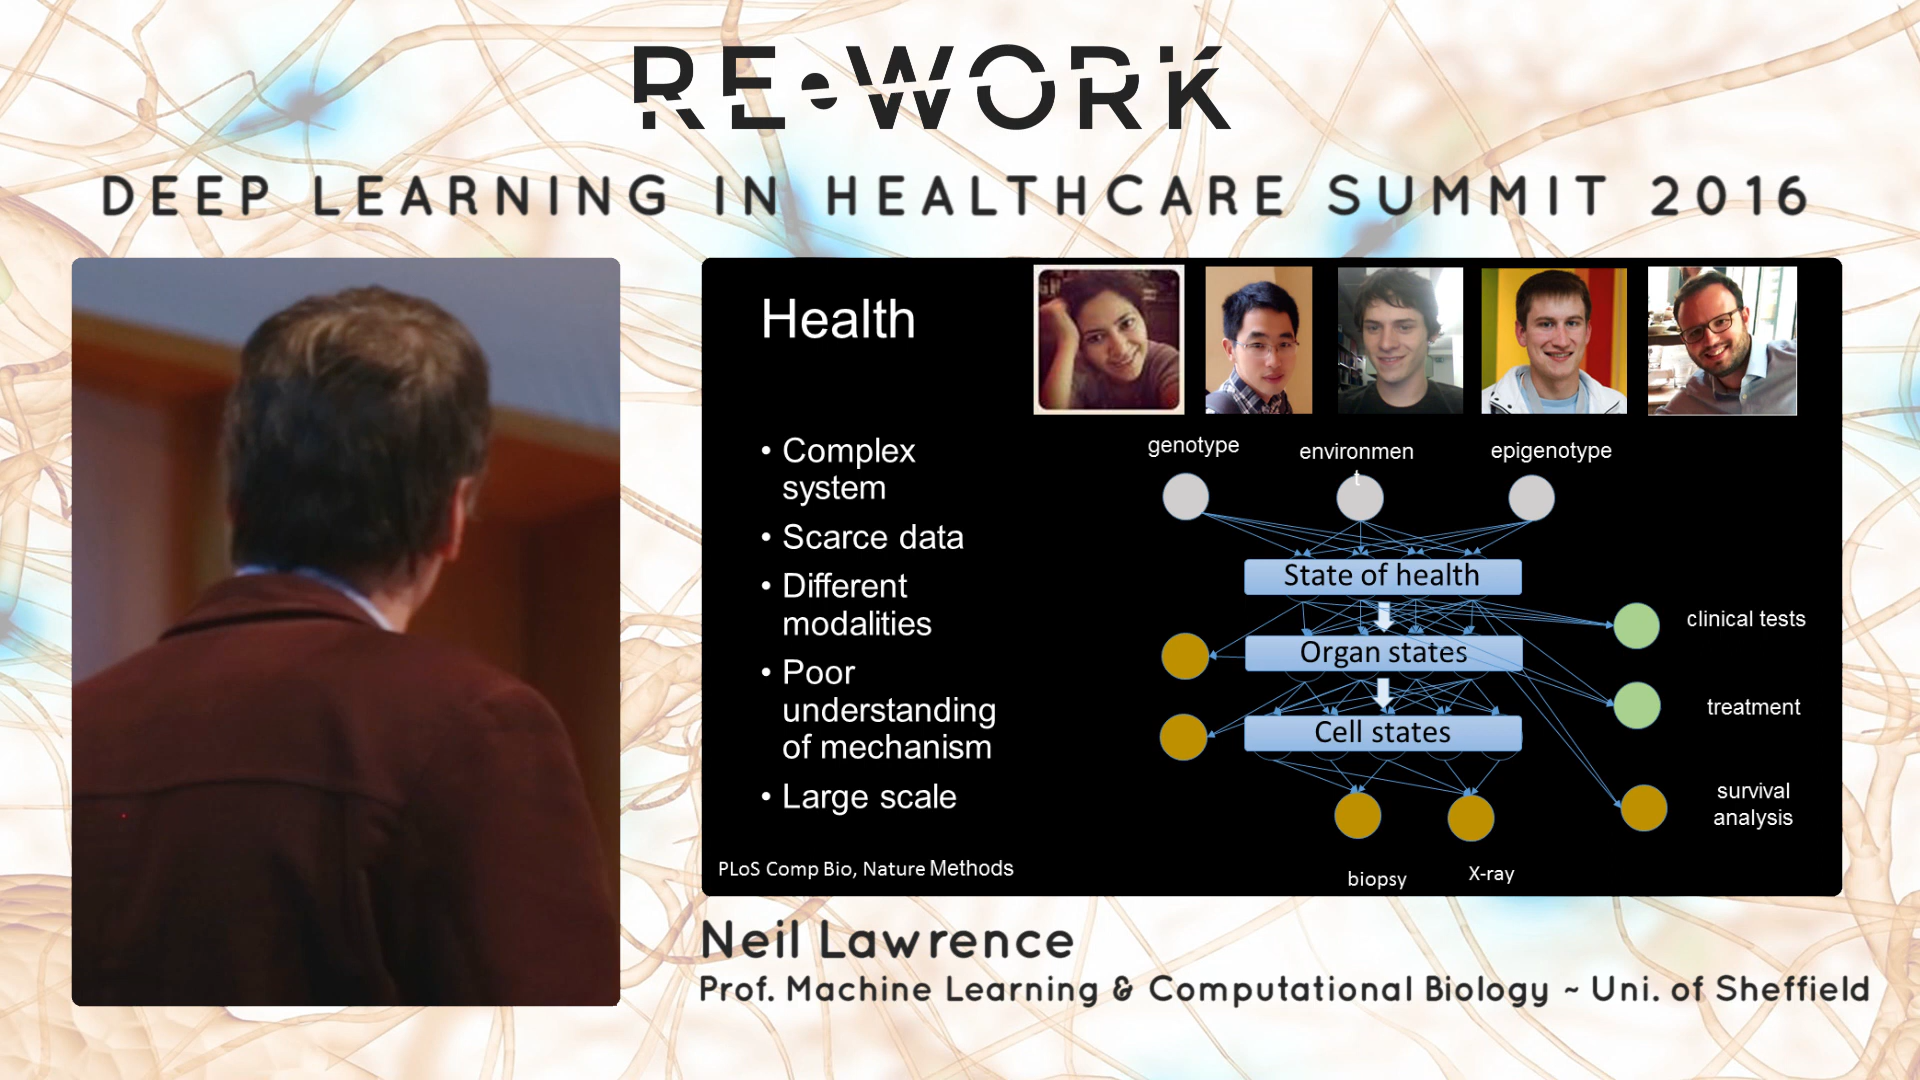 RE•WORK
DEEP LEARNING IN HEALTHCARE SUMMIT 2016
Health
• Complex
system
• Scarce data
• Different
modalities
• Poor
understanding
of mechanism
• Large scale
PLoS Comp Bio, Nature Methods
genotype
environmen
t
epigenotype
State of health
Organ states
Cell states
clinical tests
treatment
survival
analysis
biopsy
X-ray
Neil Lawrence
Prof. Machine Learning & Computational Biology ~ Uni. of Sheffield